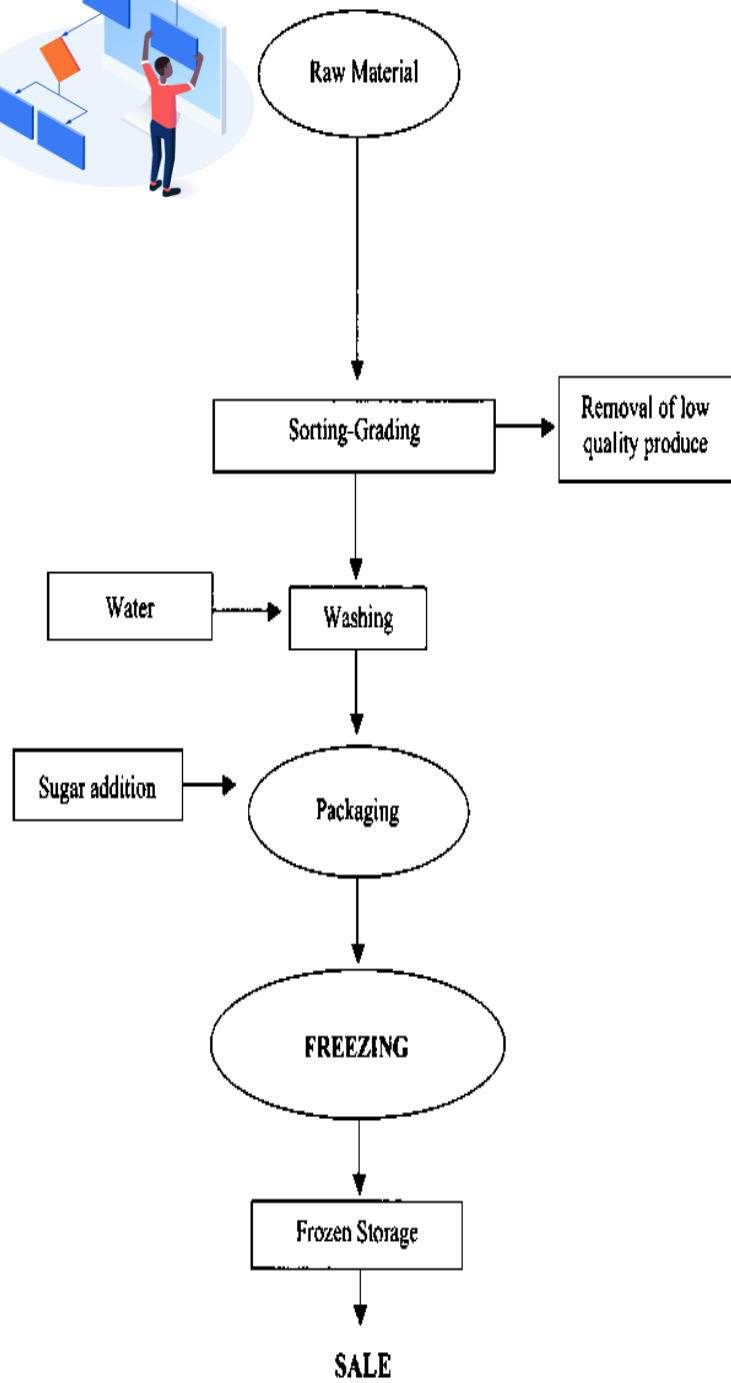 Raw Material
Sorting-Grading
Removal of low
quality produce
Water
Washing
Sugar addition
Packaging
FREEZING
Frozen Storage
SALE